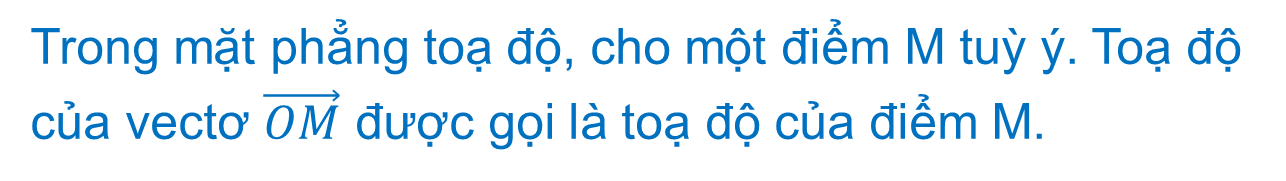 Trong mặt phẳng toạ độ, cho một điểm M tuỳ ý. Toạ độ
của vectơ $\overrightarrow{OM}$ được gọi là toạ độ của điểm M.